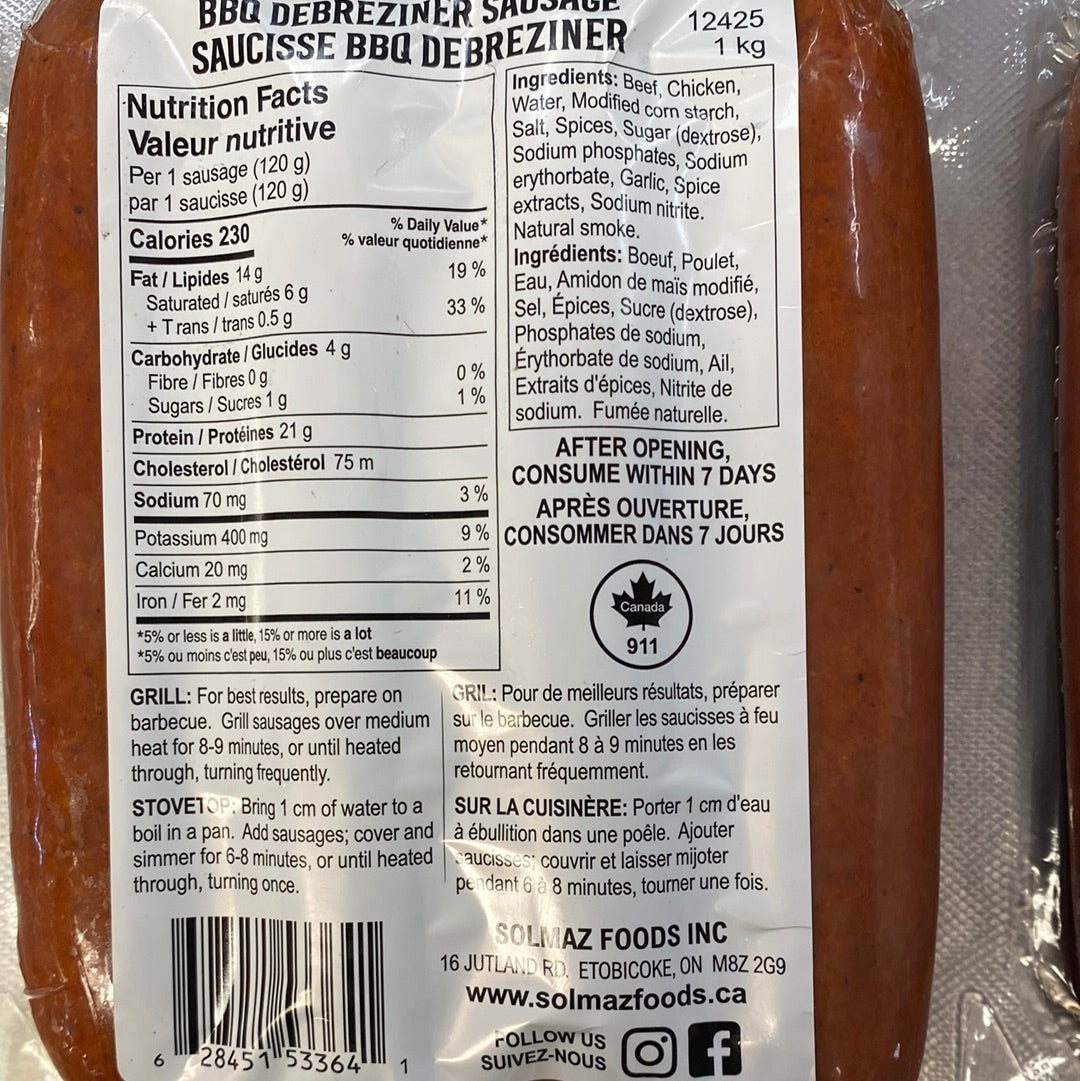 BBQ DEBREZINER SAUSAGE
SAUCISSE BBQ DEBREZINER
12425
1 kg
Nutrition Facts
Valeur nutritive
Per 1 sausage (120 g)
par 1 saucisse (120 g)
Calories 230
% Daily Value*
% valeur quotidienne*
Fat / Lipides 14 g 19 %
Saturated / saturés 6 g
+ Trans / trans 0.5 g 33 %
Carbohydrate / Glucides 4 g
Fibre / Fibres 0 g 0 %
Sugars / Sucres 1 g 1 %
Protein / Protéines 21 g
Cholesterol / Cholestérol 75 m
Sodium 70 mg 3 %
Potassium 400 mg 9 %
Calcium 20 mg 2 %
Iron / Fer 2 mg 11 %
*5% or less is a little, 15% or more is a lot
*5% ou moins c'est peu, 15% ou plus c'est beaucoup
Ingredients: Beef, Chicken,
Water, Modified corn starch,
Salt, Spices, Sugar (dextrose),
Sodium phosphates, Sodium
erythorbate, Garlic, Spice
extracts, Sodium nitrite.
Natural smoke.
Ingrédients: Boeuf, Poulet,
Eau, Amidon de maïs modifié,
Sel, Épices, Sucre (dextrose),
Phosphates de sodium,
Érythorbate de sodium, Ail,
Extraits d'épices, Nitrite de
sodium. Fumée naturelle.
AFTER OPENING,
CONSUME WITHIN 7 DAYS
APRÈS OUVERTURE,
CONSOMMER DANS 7 JOURS
Canada
911
GRILL: For best results, prepare on
barbecue. Grill sausages over medium
heat for 8-9 minutes, or until heated
through, turning frequently.
STOVETOP: Bring 1 cm of water to a
boil in a pan. Add sausages; cover and
simmer for 6-8 minutes, or until heated
through, turning once.
GRIL: Pour de meilleurs résultats, préparer
sur le barbecue. Griller les saucisses à feu
moyen pendant 8 à 9 minutes en les
retournant fréquemment.
SUR LA CUISINÈRE: Porter 1 cm d'eau
à ébullition dans une poêle. Ajouter
saucisses; couvrir et laisser mijoter
pendant 6 à 8 minutes, tourner une fois.
SOLMAZ FOODS INC
16 JUTLAND RD. ETOBICOKE, ON M8Z 2G9
www.solmazfoods.ca
FOLLOW US
SUIVEZ-NOUS
6 28451 53364 1